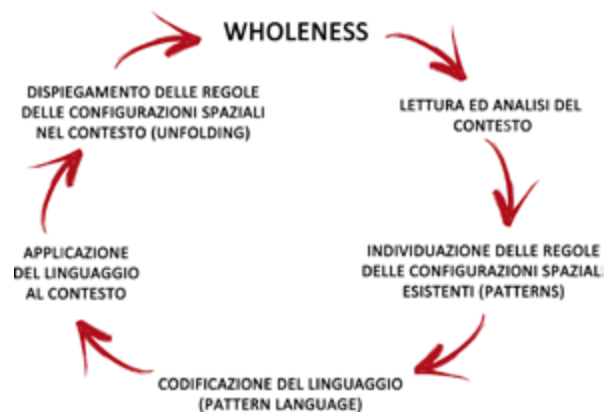 WHOLENESS
LETTURA ED ANALISI DEL
CONTESTO
INDIVIDUAZIONE DELLE REGOLE
DELLE CONFIGURAZIONI SPAZIALI
ESISTENTI (PATTERNS)
CODIFICAZIONE DEL LINGUAGGIO
(PATTERN LANGUAGE)
APPLICAZIONE
DEL LINGUAGGIO
AL CONTESTO
DISPIEGAMENTO DELLE REGOLE
DELLE CONFIGURAZIONI SPAZIALI
NEL CONTESTO (UNFOLDING)